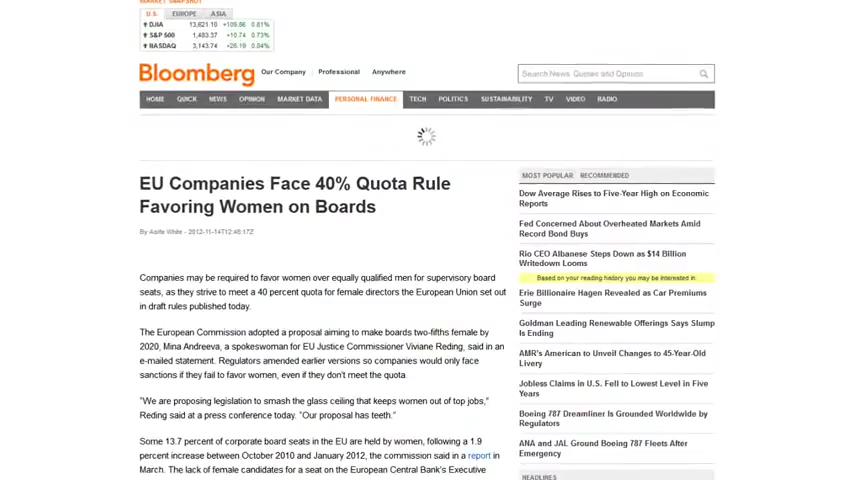 MARKET SNAPSHOT
U.S. EUROPE ASIA
DJIA 13,621.10 +109.86 0.81%
S&P 500 1,483.37 +10.74 0.73%
NASDAQ 3,143.74 +26.19 0.84%
Bloomberg Our Company Professional Anywhere
Search News, Quotes and Opinion
HOME QUICK NEWS OPINION MARKET DATA PERSONAL FINANCE TECH POLITICS SUSTAINABILITY TV VIDEO RADIO
EU Companies Face 40% Quota Rule
Favoring Women on Boards
By Aoife White - 2012-11-14T12:46:17Z
Companies may be required to favor women over equally qualified men for supervisory board
seats, as they strive to meet a 40 percent quota for female directors the European Union set out
in draft rules published today.
The European Commission adopted a proposal aiming to make boards two-fifths female by
2020, Mina Andreeva, a spokeswoman for EU Justice Commissioner Viviane Reding, said in an
e-mailed statement. Regulators amended earlier versions so companies would only face
sanctions if they fail to favor women, even if they don't meet the quota.
"We are proposing legislation to smash the glass ceiling that keeps women out of top jobs,"
Reding said at a press conference today. "Our proposal has teeth."
Some 13.7 percent of corporate board seats in the EU are held by women, following a 1.9
percent increase between October 2010 and January 2012, the commission said in a report in
March. The lack of female candidates for a seat on the European Central Bank's Executive
MOST POPULAR RECOMMENDED
Dow Average Rises to Five-Year High on Economic
Reports
Fed Concerned About Overheated Markets Amid
Record Bond Buys
Rio CEO Albanese Steps Down as $14 Billion
Writedown Looms
Based on your reading history you may be interested in
Erie Billionaire Hagen Revealed as Car Premiums
Surge
Goldman Leading Renewable Offerings Says Slump
Is Ending
AMR's American to Unveil Changes to 45-Year-Old
Livery
Jobless Claims in U.S. Fell to Lowest Level in Five
Years
Boeing 787 Dreamliner Is Grounded Worldwide by
Regulators
ANA and JAL Ground Boeing 787 Fleets After
Emergency
HEADLINES